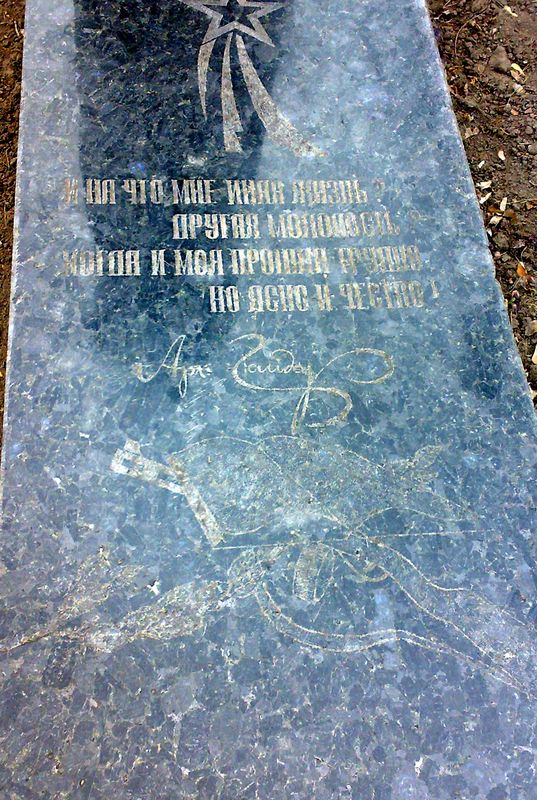 И НА ЧТО МНЕ ИНАЯ ЖИЗНЬ ?
ДРУГАЯ МОЛОДОСТЬ ?
КОГДА И МОЯ ПРОШЛА ТРУДНО
НО ЯСНО И ЧЕСТНО !
Арк. Гайдар